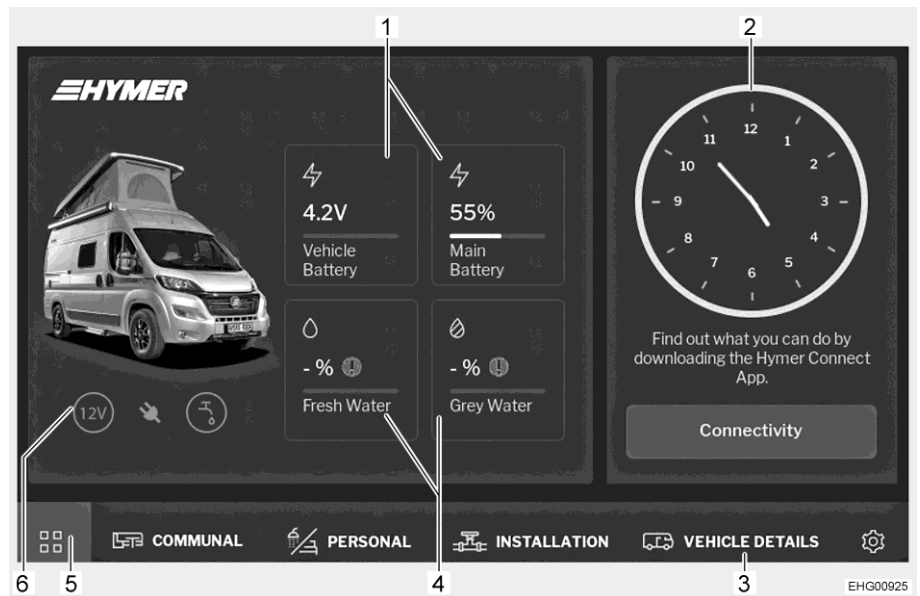 1
2
HYMER
4.2V
Vehicle
Battery
55%
Main
Battery
- %
Fresh Water
- %
Grey Water
12V
12
1
2
3
4
5
6
7
8
9
10
11
Find out what you can do by
downloading the Hymer Connect
App.
Connectivity
COMMUNAL
PERSONAL
INSTALLATION
VEHICLE DETAILS
6
5
4
3
EHG00925